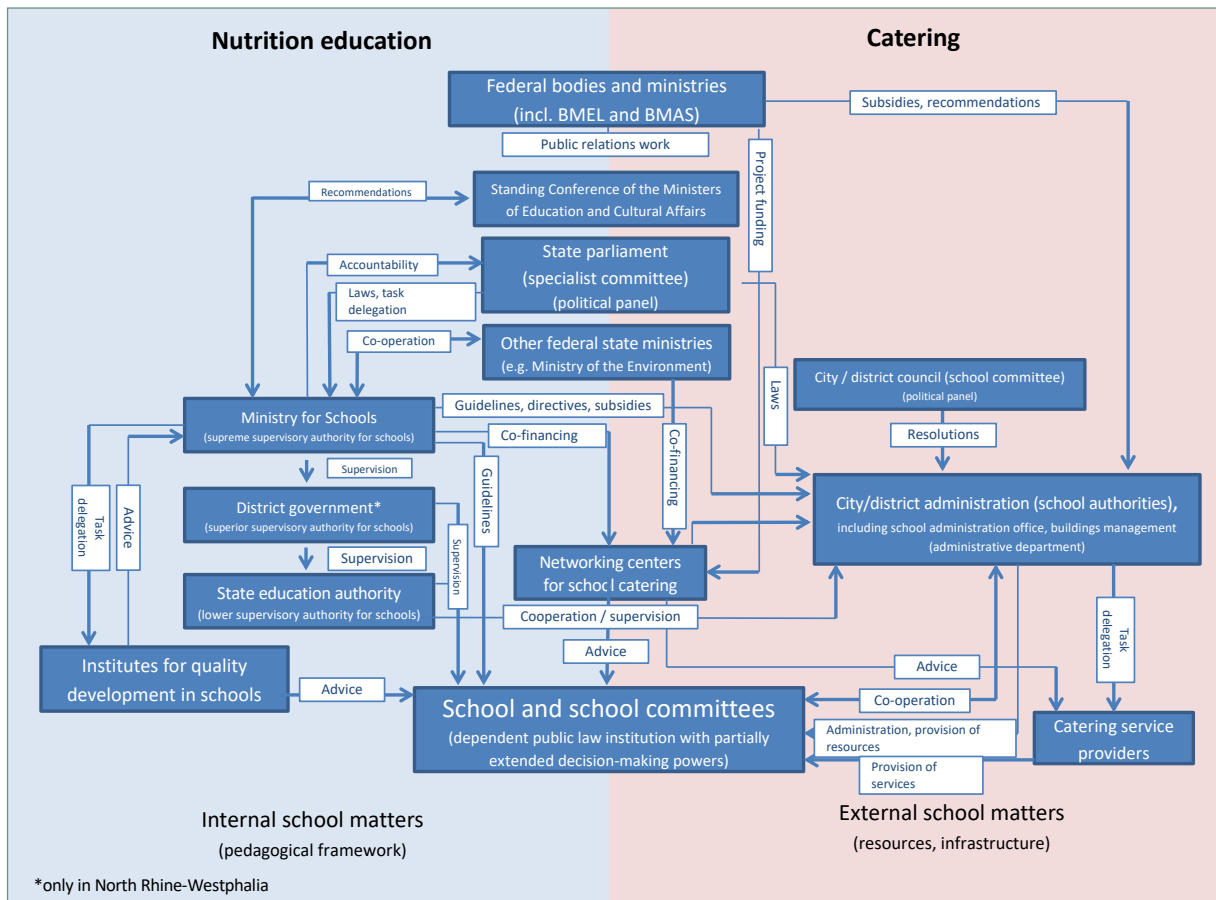 Nutrition education
Catering
Federal bodies and ministries
(incl. BMEL and BMAS)
Subsidies, recommendations
Public relations work
Project funding
Recommendations
Standing Conference of the Ministers
of Education and Cultural Affairs
State parliament
(specialist committee)
(political panel)
Accountability
Laws, task
delegation
Co-operation
Other federal state ministries
(e.g. Ministry of the Environment)
Laws
City / district council (school committee)
(political panel)
Ministry for Schools
(supreme supervisory authority for schools)
Guidelines, directives, subsidies
Resolutions
Co-financing
Co-financing
Supervision
Guidelines
Task
delegation
Advice
District government*
(superior supervisory authority for schools)
City/district administration (school authorities),
including school administration office, buildings management
(administrative department)
Supervision
Supervision
Networking centers
for school catering
State education authority
(lower supervisory authority for schools)
Cooperation / supervision
Task
delegation
Advice
Advice
Institutes for quality
development in schools
Advice
School and school committees
(dependent public law institution with partially
extended decision-making powers)
Co-operation
Administration, provision of
resources
Provision of
services
Catering service
providers
Internal school matters
(pedagogical framework)
External school matters
(resources, infrastructure)
*only in North Rhine-Westphalia